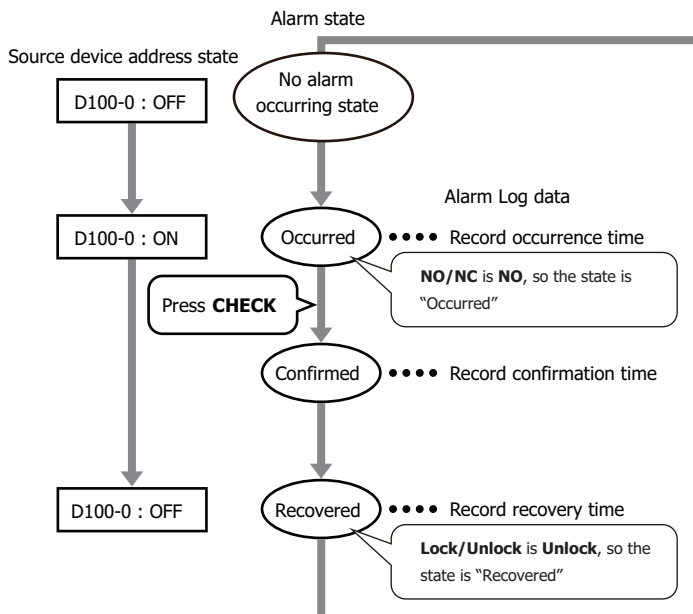 Alarm state
Source device address state
D100-0 : OFF
No alarm
occurring state
Alarm Log data
D100-0 : ON
Occurred
Record occurrence time
NO/NC is NO, so the state is
“Occurred”
Press CHECK
Confirmed
Record confirmation time
D100-0 : OFF
Recovered
Record recovery time
Lock/Unlock is Unlock, so the
state is “Recovered”